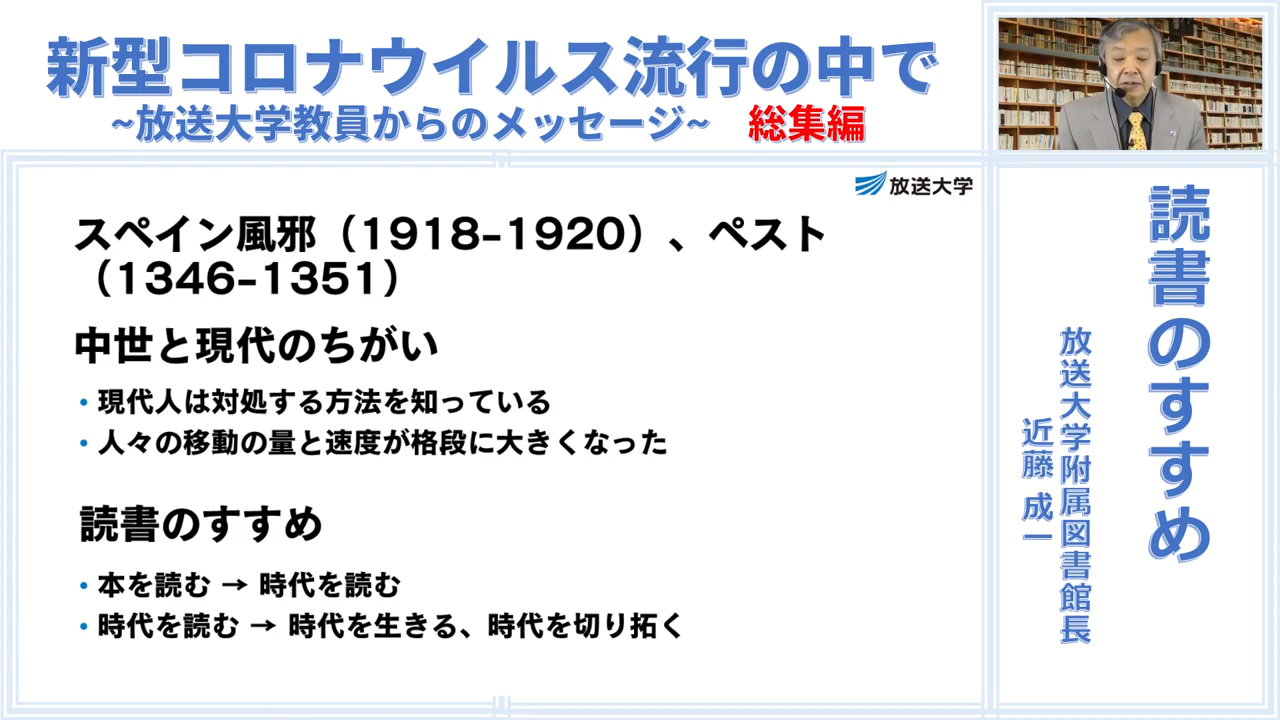 新型コロナウイルス流行の中で
~放送大学教員からのメッセージ~ 総集編
放送大学
スペイン風邪（1918-1920）、ペスト
（1346-1351）
中世と現代のちがい
・現代人は対処する方法を知っている
・人々の移動の量と速度が格段に大きくなった
読書のすすめ
・本を読む → 時代を読む
・時代を読む → 時代を生きる、時代を切り拓く
読書のすすめ
放送大学附属図書館長
近藤 成一